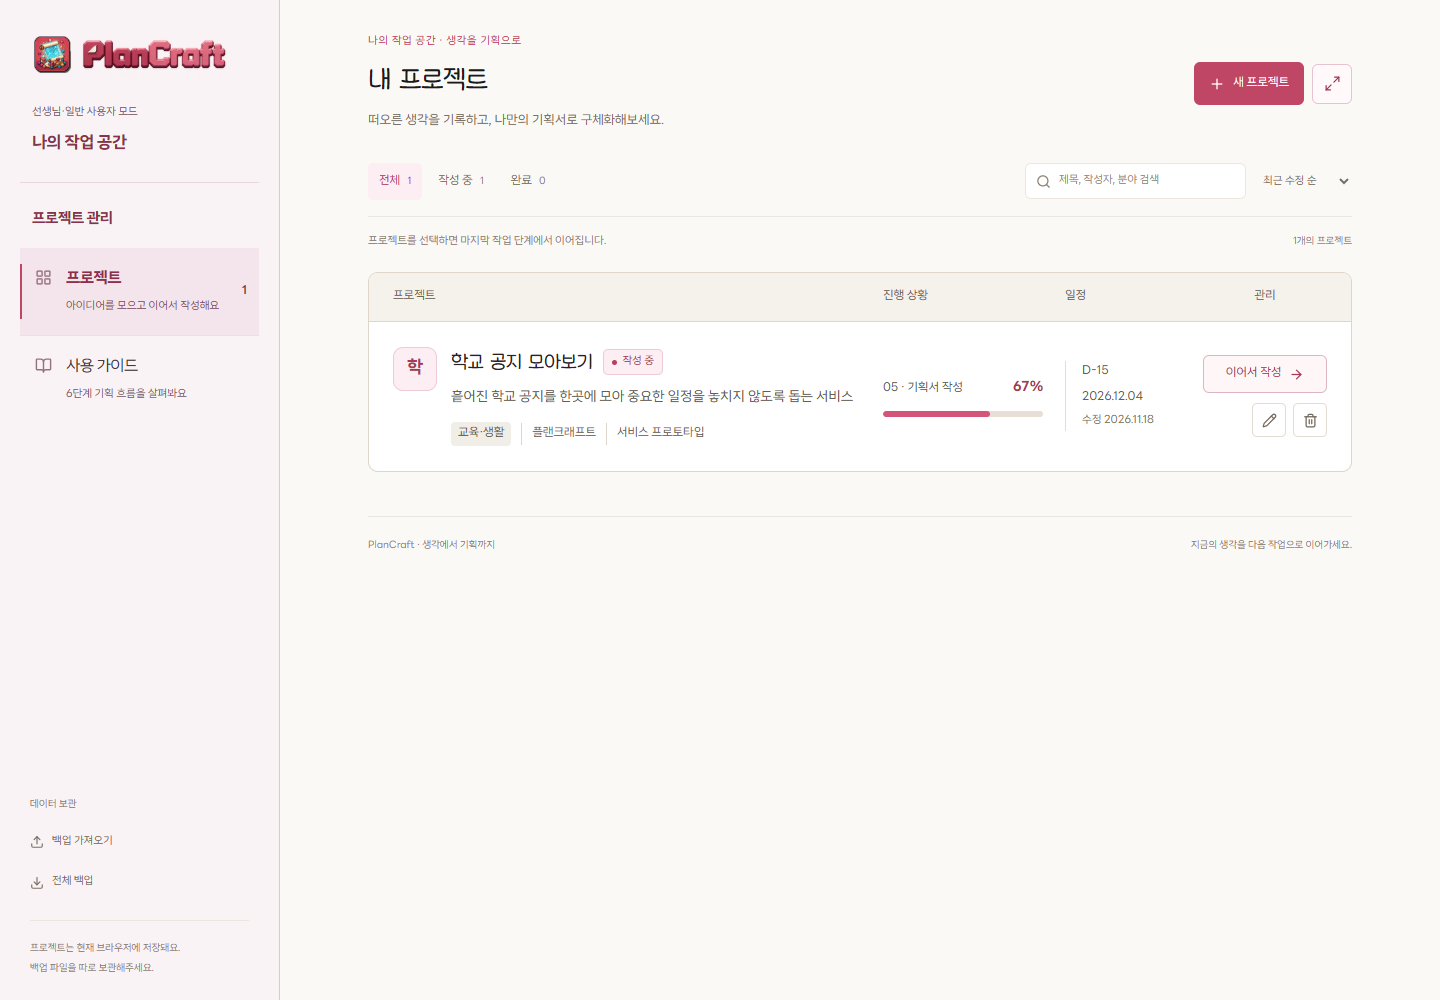 PlanCraft
선생님·일반 사용자 모드
나의 작업 공간
프로젝트 관리
프로젝트
아이디어를 모으고 이어서 작성해요
1
사용 가이드
6단계 기획 흐름을 살펴봐요
데이터 보관
백업 가져오기
전체 백업
프로젝트는 현재 브라우저에 저장돼요.
백업 파일을 따로 보관해주세요.
나의 작업 공간 · 생각을 기획으로
내 프로젝트
떠오른 생각을 기록하고, 나만의 기획서로 구체화해보세요.
새 프로젝트
전체 1 작성 중 1 완료 0
제목, 작성자, 분야 검색
최근 수정 순
프로젝트를 선택하면 마지막 작업 단계에서 이어집니다.
1개의 프로젝트
프로젝트 진행 상황 일정 관리
학
학교 공지 모아보기 작성 중
흩어진 학교 공지를 한곳에 모아 중요한 일정을 놓치지 않도록 돕는 서비스
교육·생활 플랜크래프트 서비스 프로토타입
05 · 기획서 작성 67%
D-15
2026.12.04
수정 2026.11.18
이어서 작성
PlanCraft · 생각에서 기획까지
지금의 생각을 다음 작업으로 이어가세요.